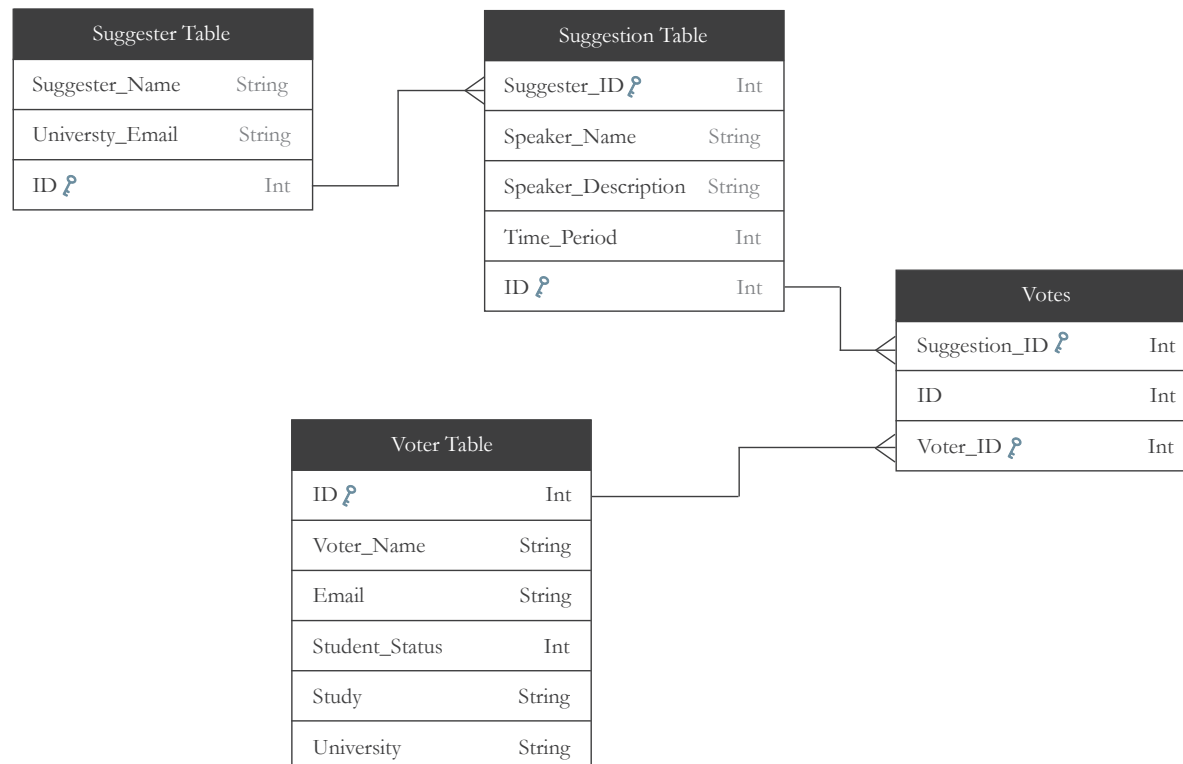 Suggester Table
Suggester_Name String
Universty_Email String
ID Int
Suggestion Table
Suggester_ID Int
Speaker_Name String
Speaker_Description String
Time_Period Int
ID Int
Votes
Suggestion_ID Int
ID Int
Voter_ID Int
Voter Table
ID Int
Voter_Name String
Email String
Student_Status Int
Study String
University String